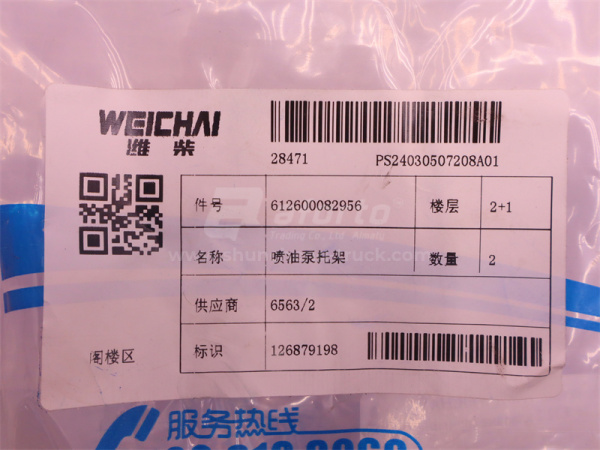 WEICHAI
潍柴
28471 PS24030507208A01
件号 612600082956 楼层 2+1
名称 喷油泵托架 数量 2
供应商 6563/2
标识 126879198
阁楼区
服务热线